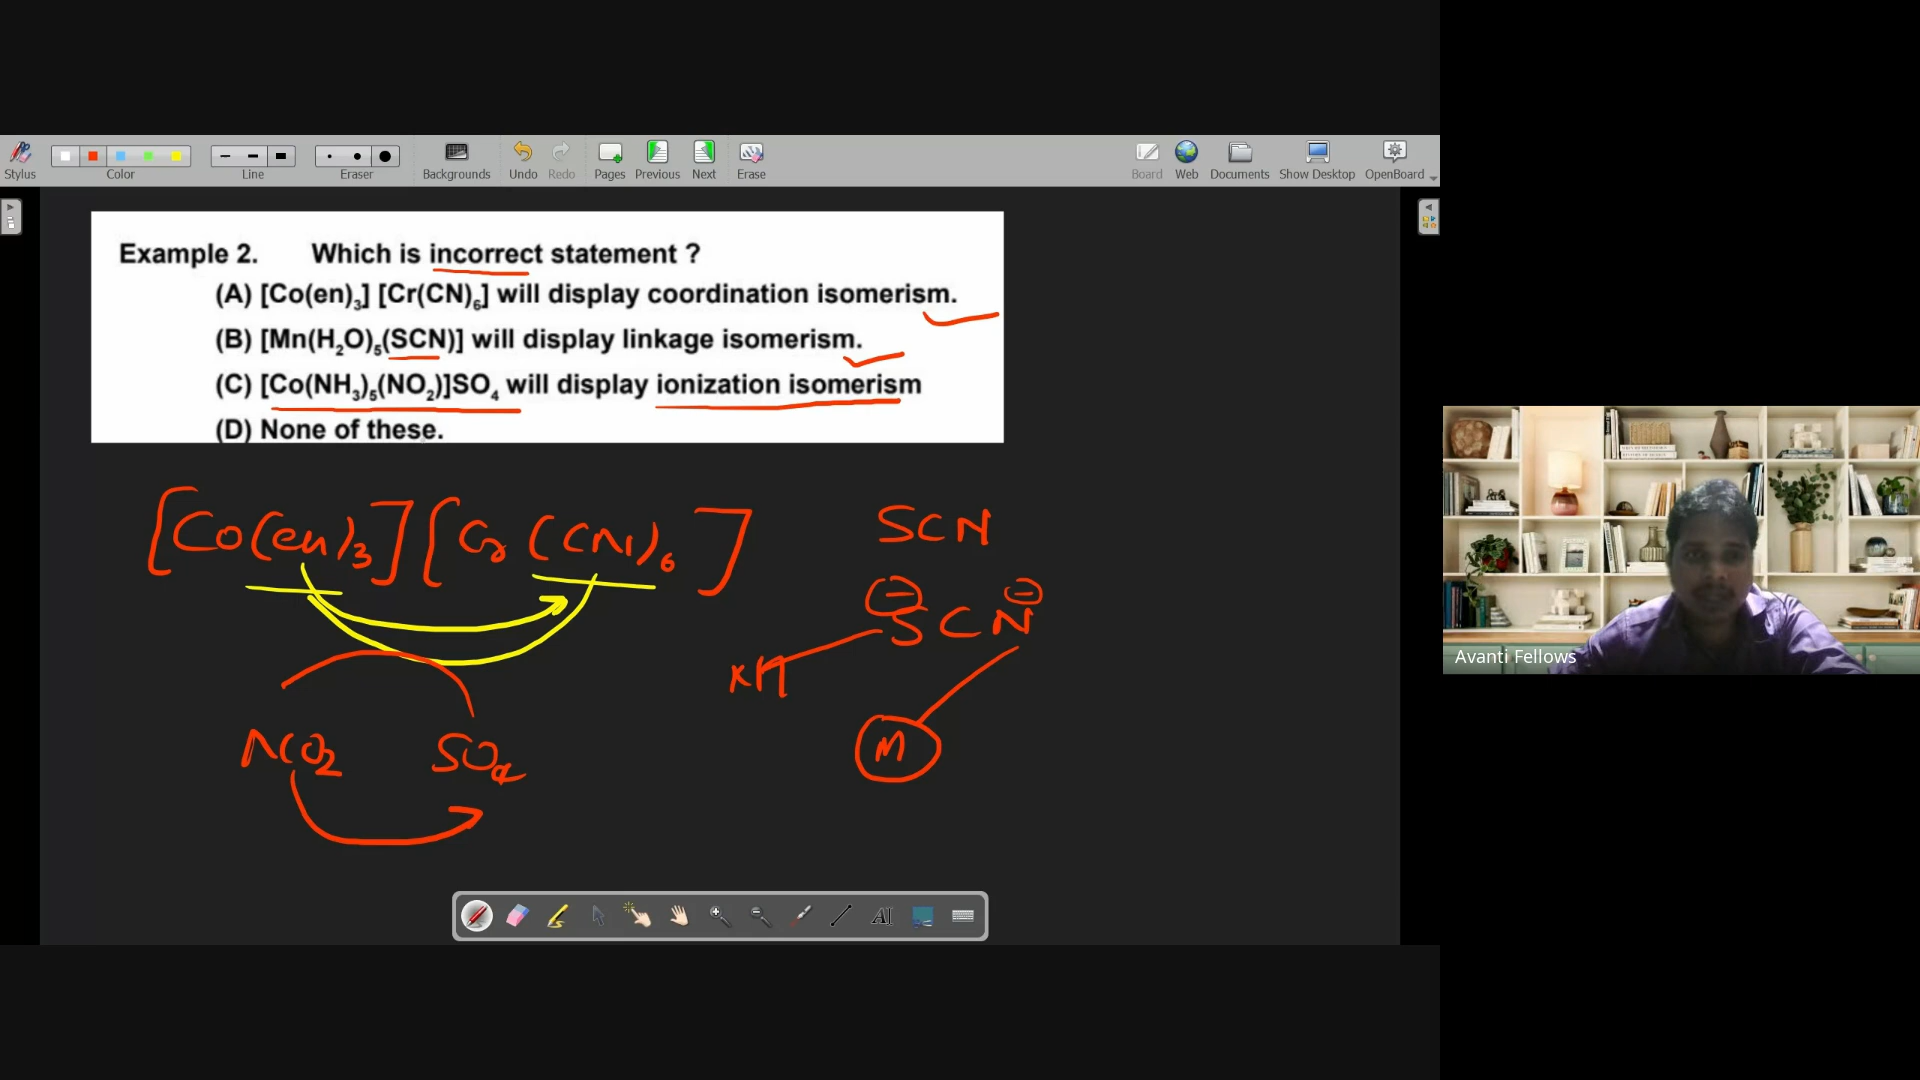 Stylus
Color
Line
Eraser
Backgrounds
Undo
Redo
Pages
Previous
Next
Erase
Board
Web
Documents
Show Desktop
OpenBoard
Example 2. Which is incorrect statement ?
(A) [Co(en)₃] [Cr(CN)₆] will display coordination isomerism.
(B) [Mn(H₂O)₅(SCN)] will display linkage isomerism.
(C) [Co(NH₃)₅(NO₂)]SO₄ will display ionization isomerism
(D) None of these.
[Co(en)₃][Cr(CN)₆]
SCN
SCN
M
NO₂ SO₄
M
Avanti Fellows